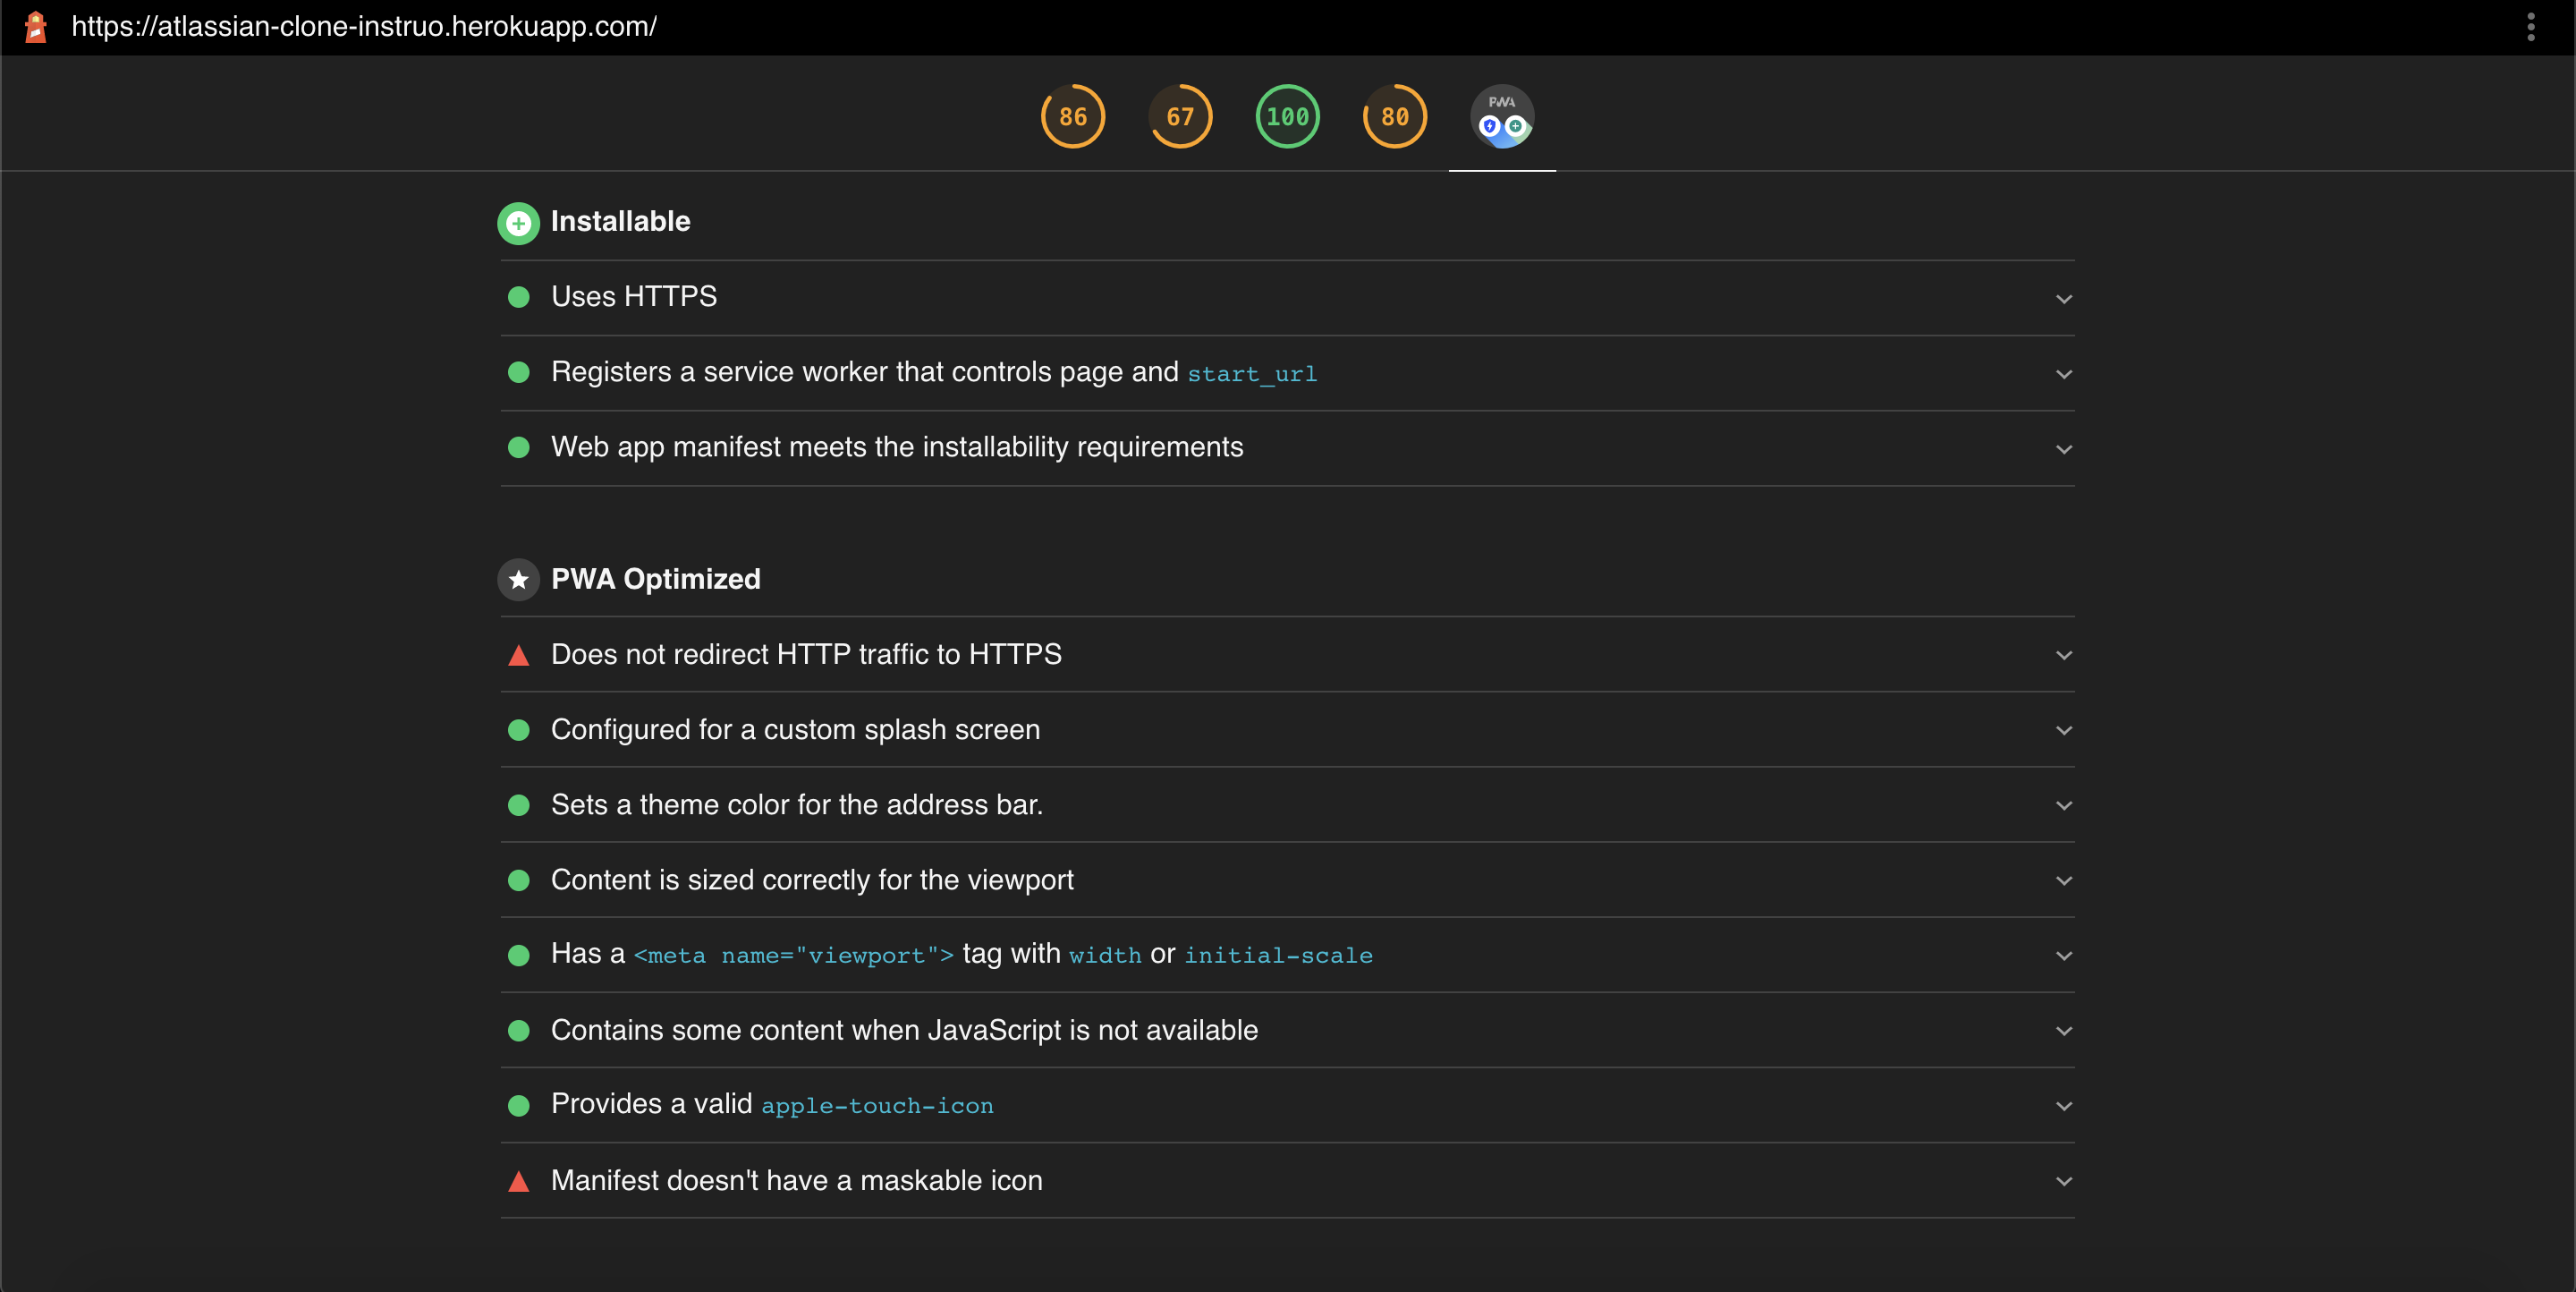 https://atlassian-clone-instruo.herokuapp.com/
86 67 100 80 PWA
Installable
Uses HTTPS
Registers a service worker that controls page and start_url
Web app manifest meets the installability requirements
PWA Optimized
Does not redirect HTTP traffic to HTTPS
Configured for a custom splash screen
Sets a theme color for the address bar.
Content is sized correctly for the viewport
Has a <meta name="viewport"> tag with width or initial-scale
Contains some content when JavaScript is not available
Provides a valid apple-touch-icon
Manifest doesn't have a maskable icon